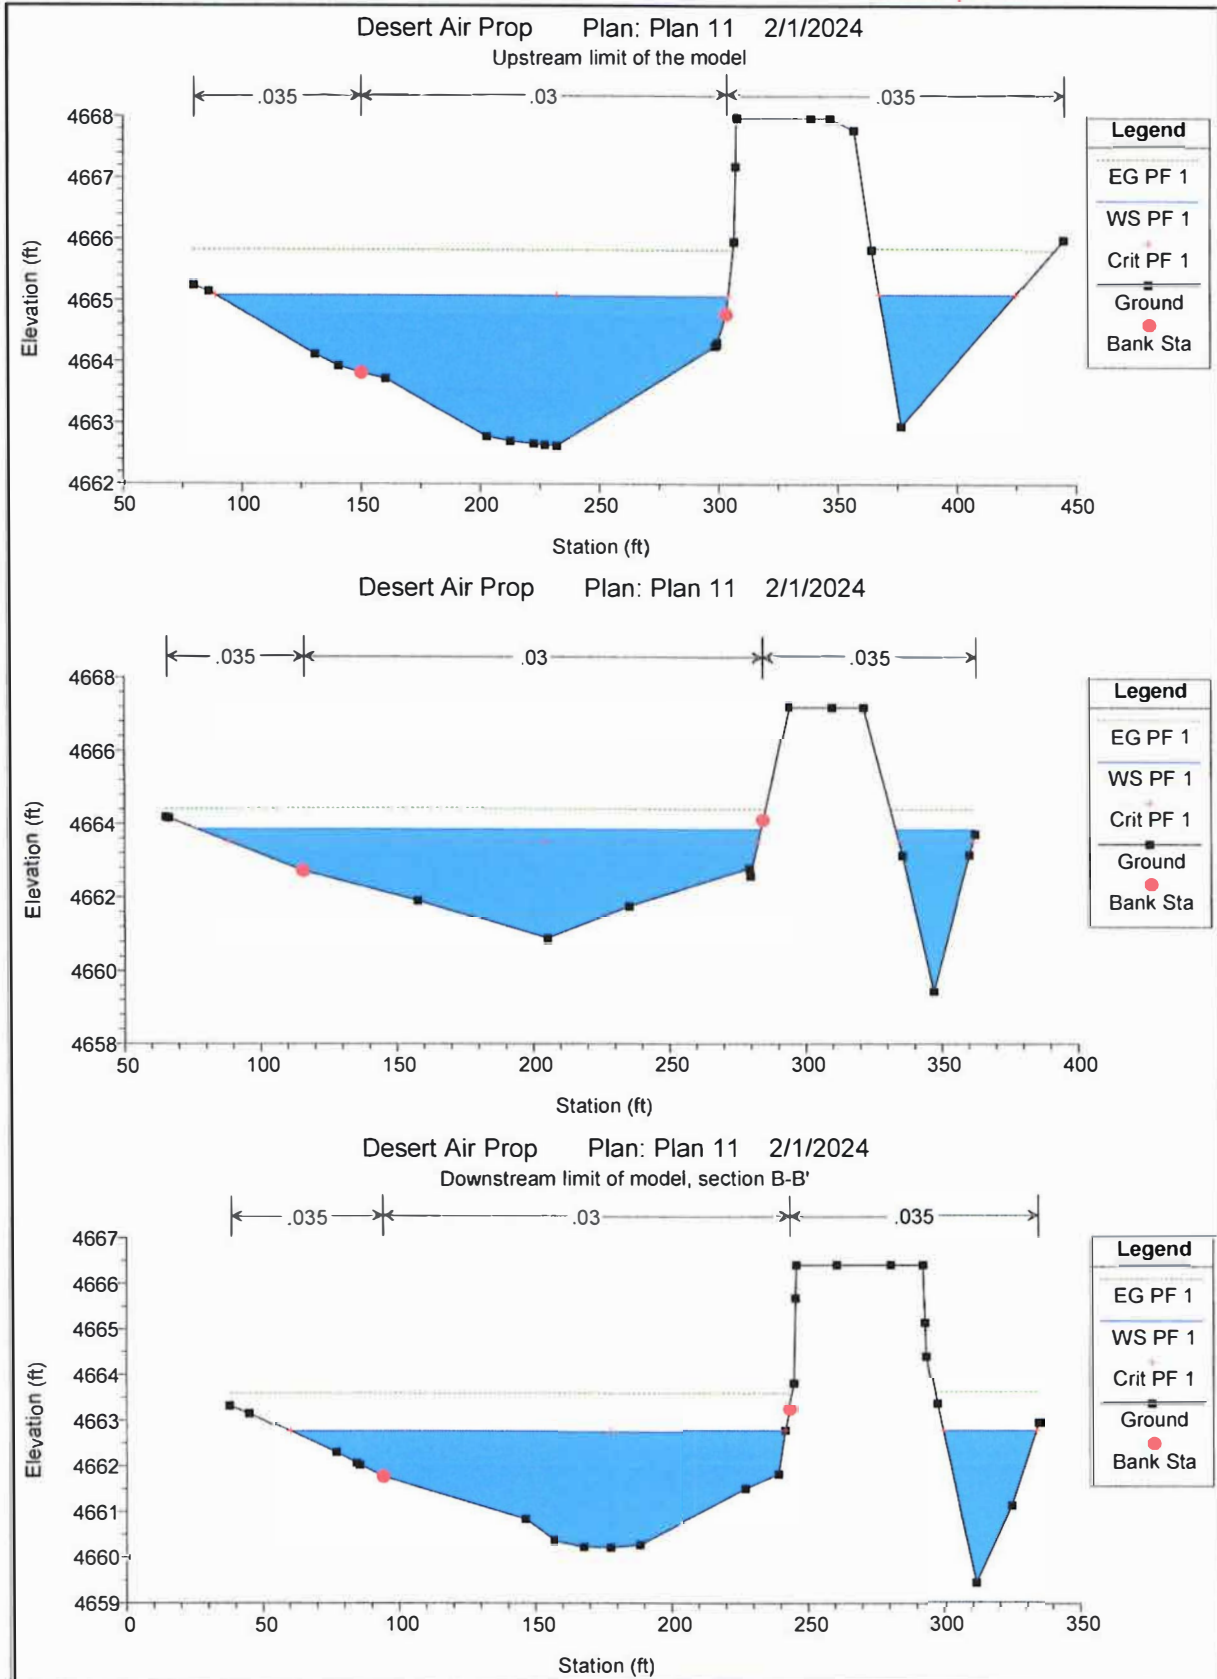 Desert Air Prop Plan: Plan 11 2/1/2024
Upstream limit of the model
.035 .03 .035
4668
4667
4666
4665
4664
4663
4662
Elevation (ft)
50 100 150 200 250 300 350 400 450
Station (ft)
Legend
EG PF 1
WS PF 1
Crit PF 1
Ground
Bank Sta
Desert Air Prop Plan: Plan 11 2/1/2024
.035 .03 .035
4668
4666
4664
4662
4660
4658
Elevation (ft)
50 100 150 200 250 300 350 400
Station (ft)
Legend
EG PF 1
WS PF 1
Crit PF 1
Ground
Bank Sta
Desert Air Prop Plan: Plan 11 2/1/2024
Downstream limit of model, section B-B'
.035 .03 .035
4667
4666
4665
4664
4663
4662
4661
4660
4659
Elevation (ft)
0 50 100 150 200 250 300 350
Station (ft)
Legend
EG PF 1
WS PF 1
Crit PF 1
Ground
Bank Sta